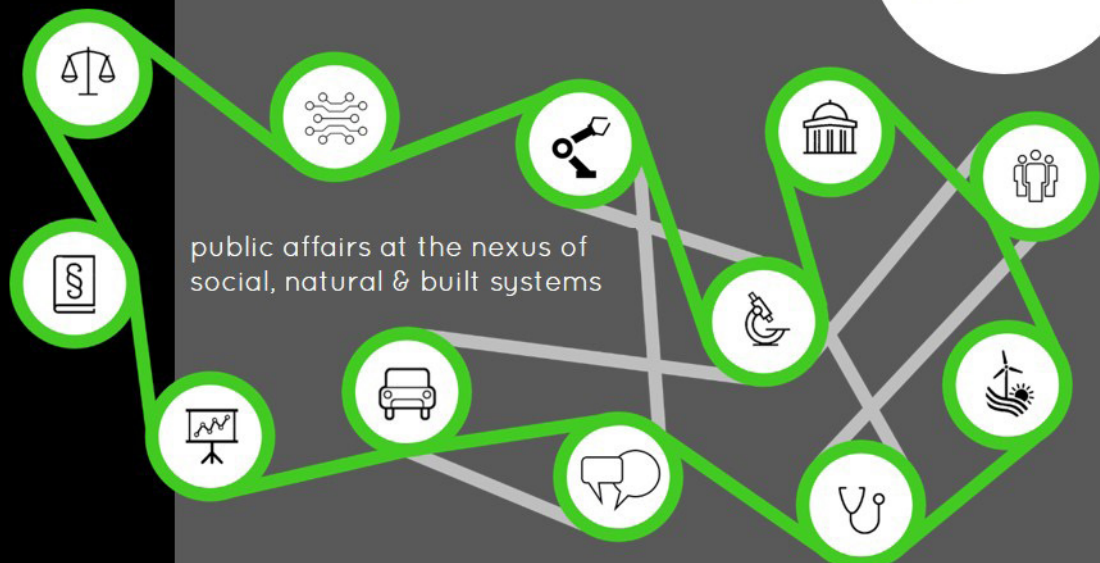 §
public affairs at the nexus of
social, natural & built systems